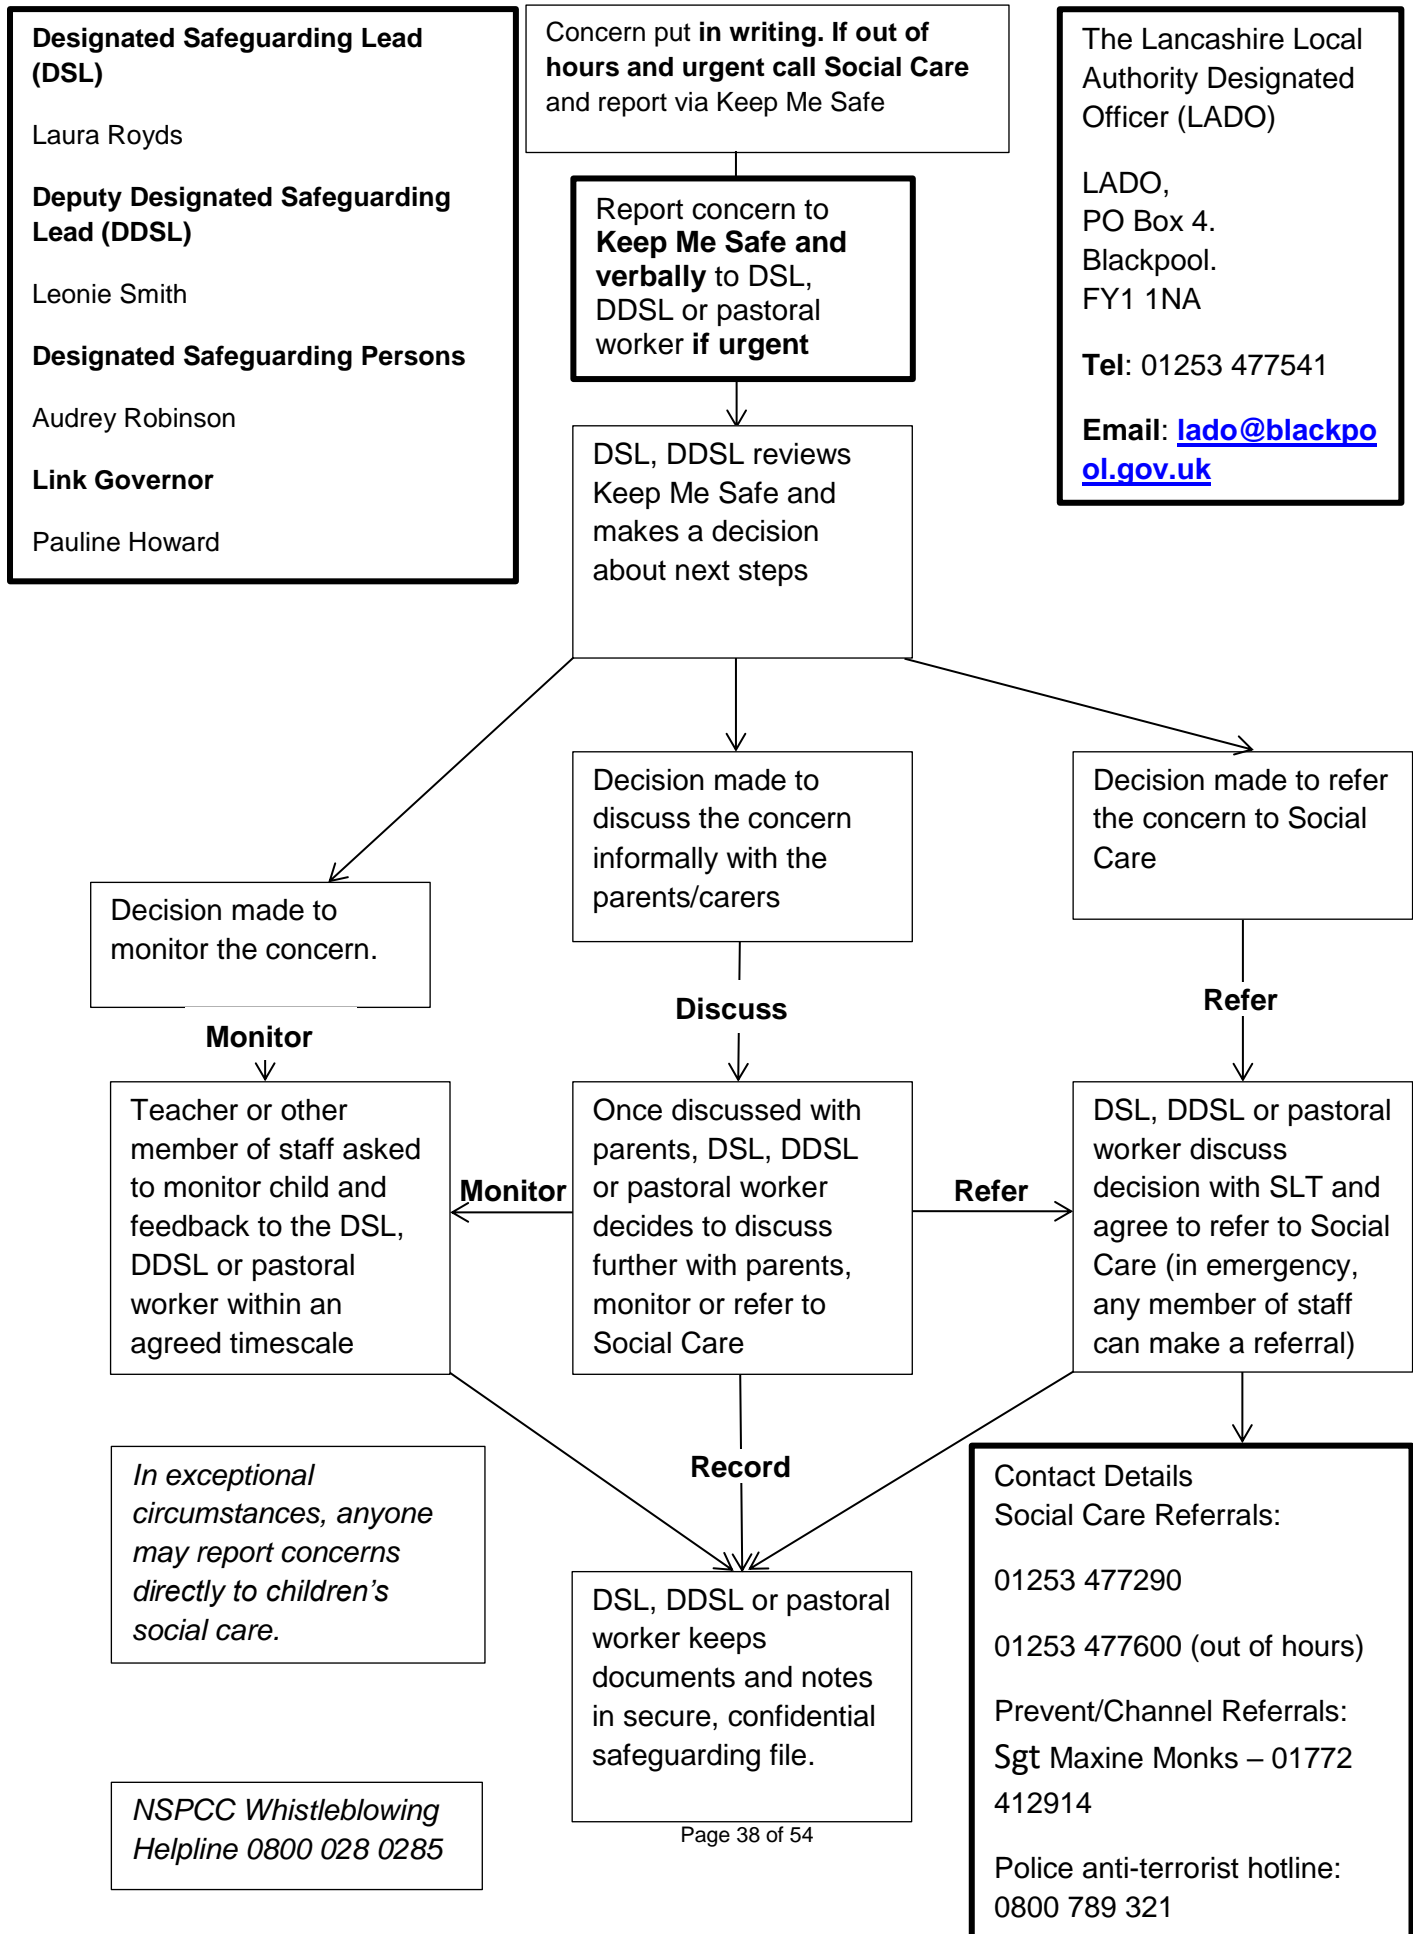 Designated Safeguarding Lead
(DSL)
Laura Royds
Deputy Designated Safeguarding
Lead (DDSL)
Leonie Smith
Designated Safeguarding Persons
Audrey Robinson
Link Governor
Pauline Howard
Concern put in writing. If out of
hours and urgent call Social Care
and report via Keep Me Safe
The Lancashire Local
Authority Designated
Officer (LADO)
LADO,
PO Box 4.
Blackpool.
FY1 1NA
Tel: 01253 477541
Email: lado@blackpo
ol.gov.uk
Report concern to
Keep Me Safe and
verbally to DSL,
DDSL or pastoral
worker if urgent
DSL, DDSL reviews
Keep Me Safe and
makes a decision
about next steps
Decision made to
monitor the concern.
Decision made to
discuss the concern
informally with the
parents/carers
Decision made to refer
the concern to Social
Care
Monitor
Discuss
Refer
Teacher or other
member of staff asked
to monitor child and
feedback to the DSL,
DDSL or pastoral
worker within an
agreed timescale
Monitor
Once discussed with
parents, DSL, DDSL
or pastoral worker
decides to discuss
further with parents,
monitor or refer to
Social Care
Refer
DSL, DDSL or pastoral
worker discuss
decision with SLT and
agree to refer to Social
Care (in emergency,
any member of staff
can make a referral)
In exceptional
circumstances, anyone
may report concerns
directly to children’s
social care.
Record
DSL, DDSL or pastoral
worker keeps
documents and notes
in secure, confidential
safeguarding file.
Contact Details
Social Care Referrals:
01253 477290
01253 477600 (out of hours)
Prevent/Channel Referrals:
Sgt Maxine Monks – 01772
412914
Police anti-terrorist hotline:
0800 789 321
NSPCC Whistleblowing
Helpline 0800 028 0285
Page 38 of 54